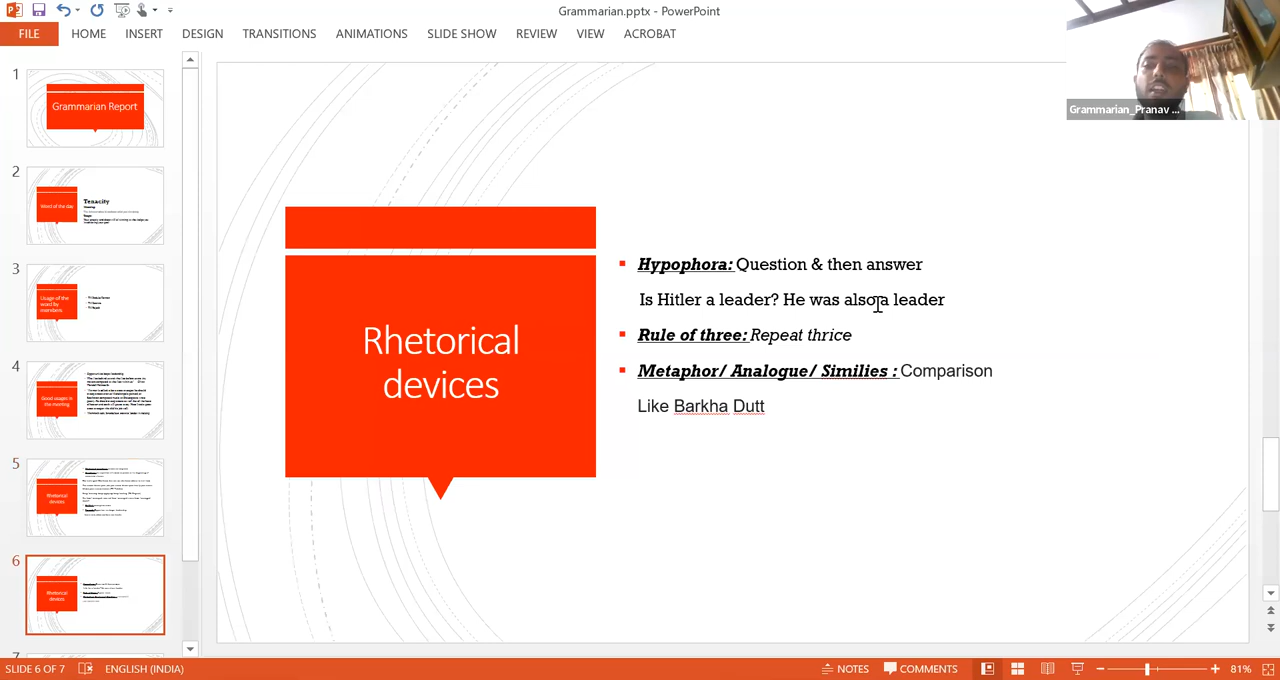 Grammarian.pptx - PowerPoint
FILE HOME INSERT DESIGN TRANSITIONS ANIMATIONS SLIDE SHOW REVIEW VIEW ACROBAT
Grammarian_Pranav ...
1
Grammarian Report
2
Word of the day
Tenacity
3
Usage of the word by members
4
Good usages in the meeting
5
Rhetorical devices
6
Rhetorical devices
7
Rhetorical
devices
Hypophora: Question & then answer
Is Hitler a leader? He was also a leader
Rule of three: Repeat thrice
Metaphor/ Analogue/ Similies : Comparison
Like Barkha Dutt
SLIDE 6 OF 7 ENGLISH (INDIA) NOTES COMMENTS 81%